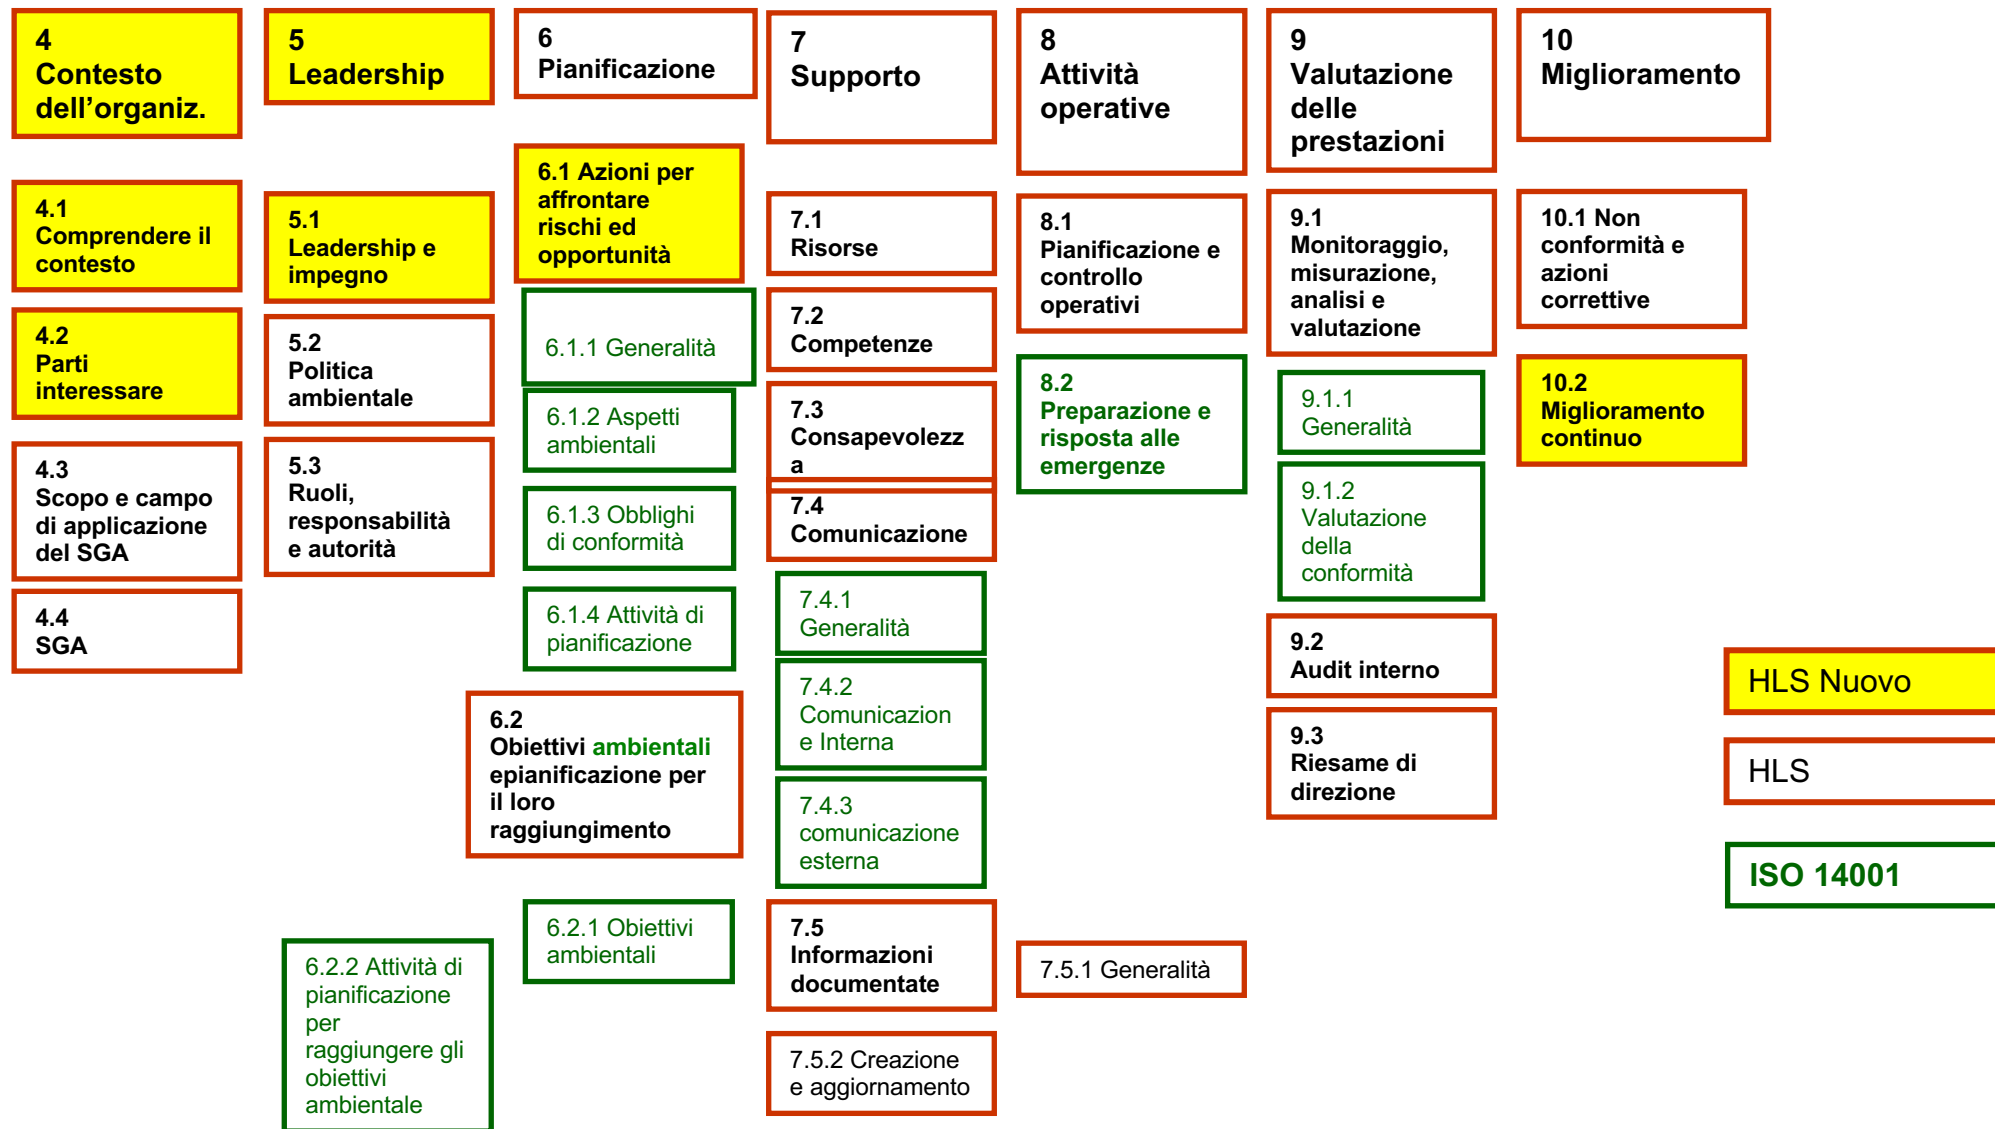 4
Contesto
dell’organiz.
4.1
Comprendere il
contesto
4.2
Parti
interessare
4.3
Scopo e campo
di applicazione
del SGA
4.4
SGA
5
Leadership
5.1
Leadership e
impegno
5.2
Politica
ambientale
5.3
Ruoli,
responsabilità
e autorità
6
Pianificazione
6.1 Azioni per
affrontare
rischi ed
opportunità
6.1.1 Generalità
6.1.2 Aspetti
ambientali
6.1.3 Obblighi
di conformità
6.1.4 Attività di
pianificazione
6.2
Obiettivi ambientali
epianificazione per
il loro
raggiungimento
6.2.1 Obiettivi
ambientali
6.2.2 Attività di
pianificazione
per
raggiungere gli
obiettivi
ambientale
7
Supporto
7.1
Risorse
7.2
Competenze
7.3
Consapevolezz
a
7.4
Comunicazione
7.4.1
Generalità
7.4.2
Comunicazion
e Interna
7.4.3
comunicazione
esterna
7.5
Informazioni
documentate
7.5.1 Generalità
7.5.2 Creazione
e aggiornamento
8
Attività
operative
8.1
Pianificazione e
controllo
operativi
8.2
Preparazione e
risposta alle
emergenze
9
Valutazione
delle
prestazioni
9.1
Monitoraggio,
misurazione,
analisi e
valutazione
9.1.1
Generalità
9.1.2
Valutazione
della
conformità
9.2
Audit interno
9.3
Riesame di
direzione
10
Miglioramento
10.1 Non
conformità e
azioni
correttive
10.2
Miglioramento
continuo
HLS Nuovo
HLS
ISO 14001